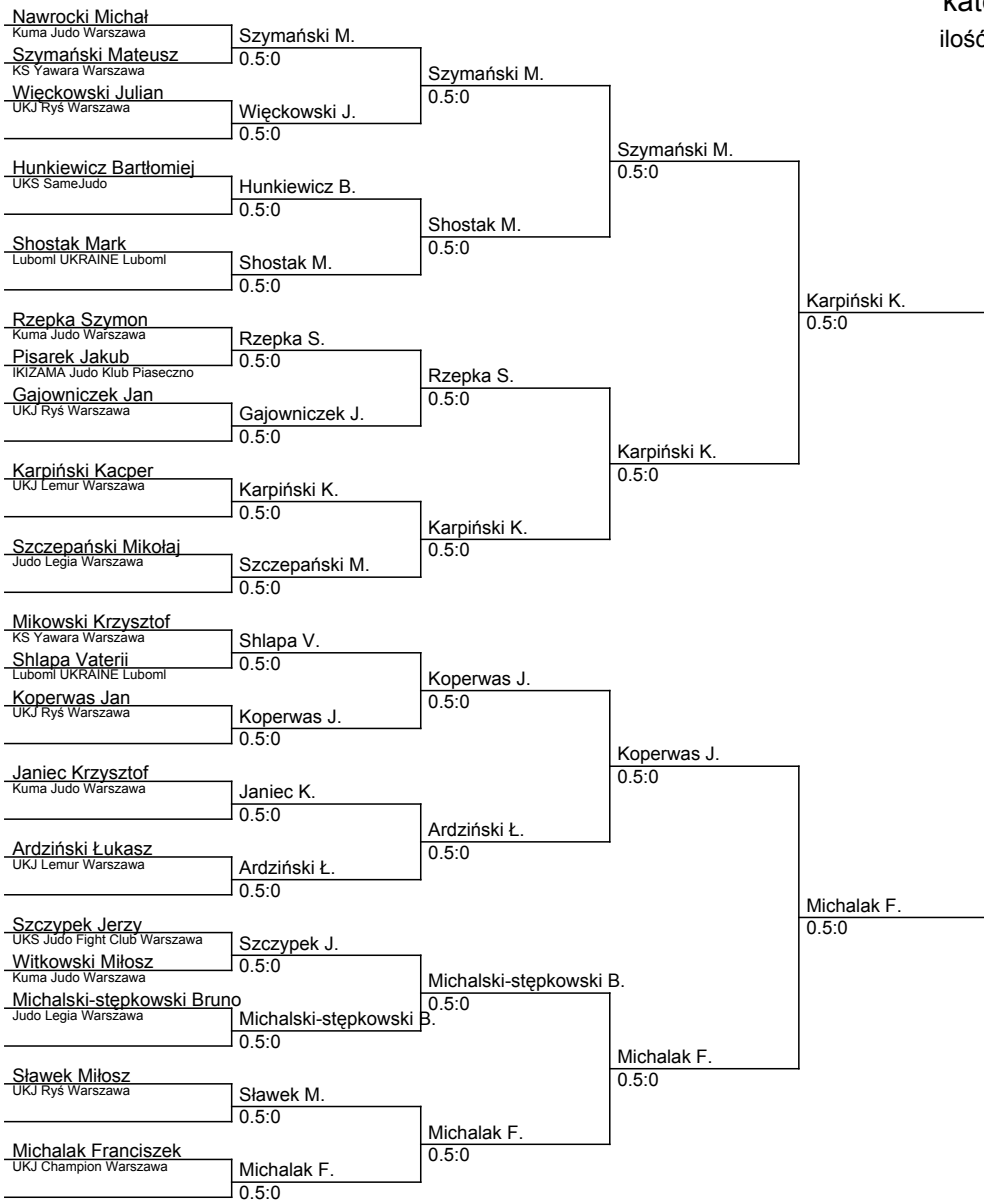 kat
ilość
Nawrocki Michał
Kuma Judo Warszawa
Szymański Mateusz
KS Yawara Warszawa
Więckowski Julian
UKJ Ryś Warszawa
Hunkiewicz Bartłomiej
UKS SameJudo
Shostak Mark
Luboml UKRAINE Luboml
Rzepka Szymon
Kuma Judo Warszawa
Pisarek Jakub
IKIZAMA Judo Klub Piaseczno
Gajowniczek Jan
UKJ Ryś Warszawa
Karpiński Kacper
UKJ Lemur Warszawa
Szczepański Mikołaj
Judo Legia Warszawa
Mikowski Krzysztof
KS Yawara Warszawa
Shlapa Vaterii
Luboml UKRAINE Luboml
Koperwas Jan
UKJ Ryś Warszawa
Janiec Krzysztof
Kuma Judo Warszawa
Ardziński Łukasz
UKJ Lemur Warszawa
Szczypek Jerzy
UKS Judo Fight Club Warszawa
Witkowski Miłosz
Kuma Judo Warszawa
Michalski-stępkowski Bruno
Judo Legia Warszawa
Sławek Miłosz
UKJ Ryś Warszawa
Michalak Franciszek
UKJ Champion Warszawa
Szymański M.
0.5:0
Więckowski J.
0.5:0
Hunkiewicz B.
0.5:0
Shostak M.
0.5:0
Rzepka S.
0.5:0
Gajowniczek J.
0.5:0
Karpiński K.
0.5:0
Szczepański M.
0.5:0
Shlapa V.
0.5:0
Koperwas J.
0.5:0
Janiec K.
0.5:0
Ardziński Ł.
0.5:0
Szczypek J.
0.5:0
Michalski-stępkowski B.
0.5:0
Sławek M.
0.5:0
Michalak F.
0.5:0
Szymański M.
0.5:0
Shostak M.
0.5:0
Rzepka S.
0.5:0
Karpiński K.
0.5:0
Koperwas J.
0.5:0
Ardziński Ł.
0.5:0
Michalski-stępkowski B.
0.5:0
Michalak F.
0.5:0
Szymański M.
0.5:0
Karpiński K.
0.5:0
Koperwas J.
0.5:0
Michalak F.
0.5:0
Karpiński K.
0.5:0
Michalak F.
0.5:0